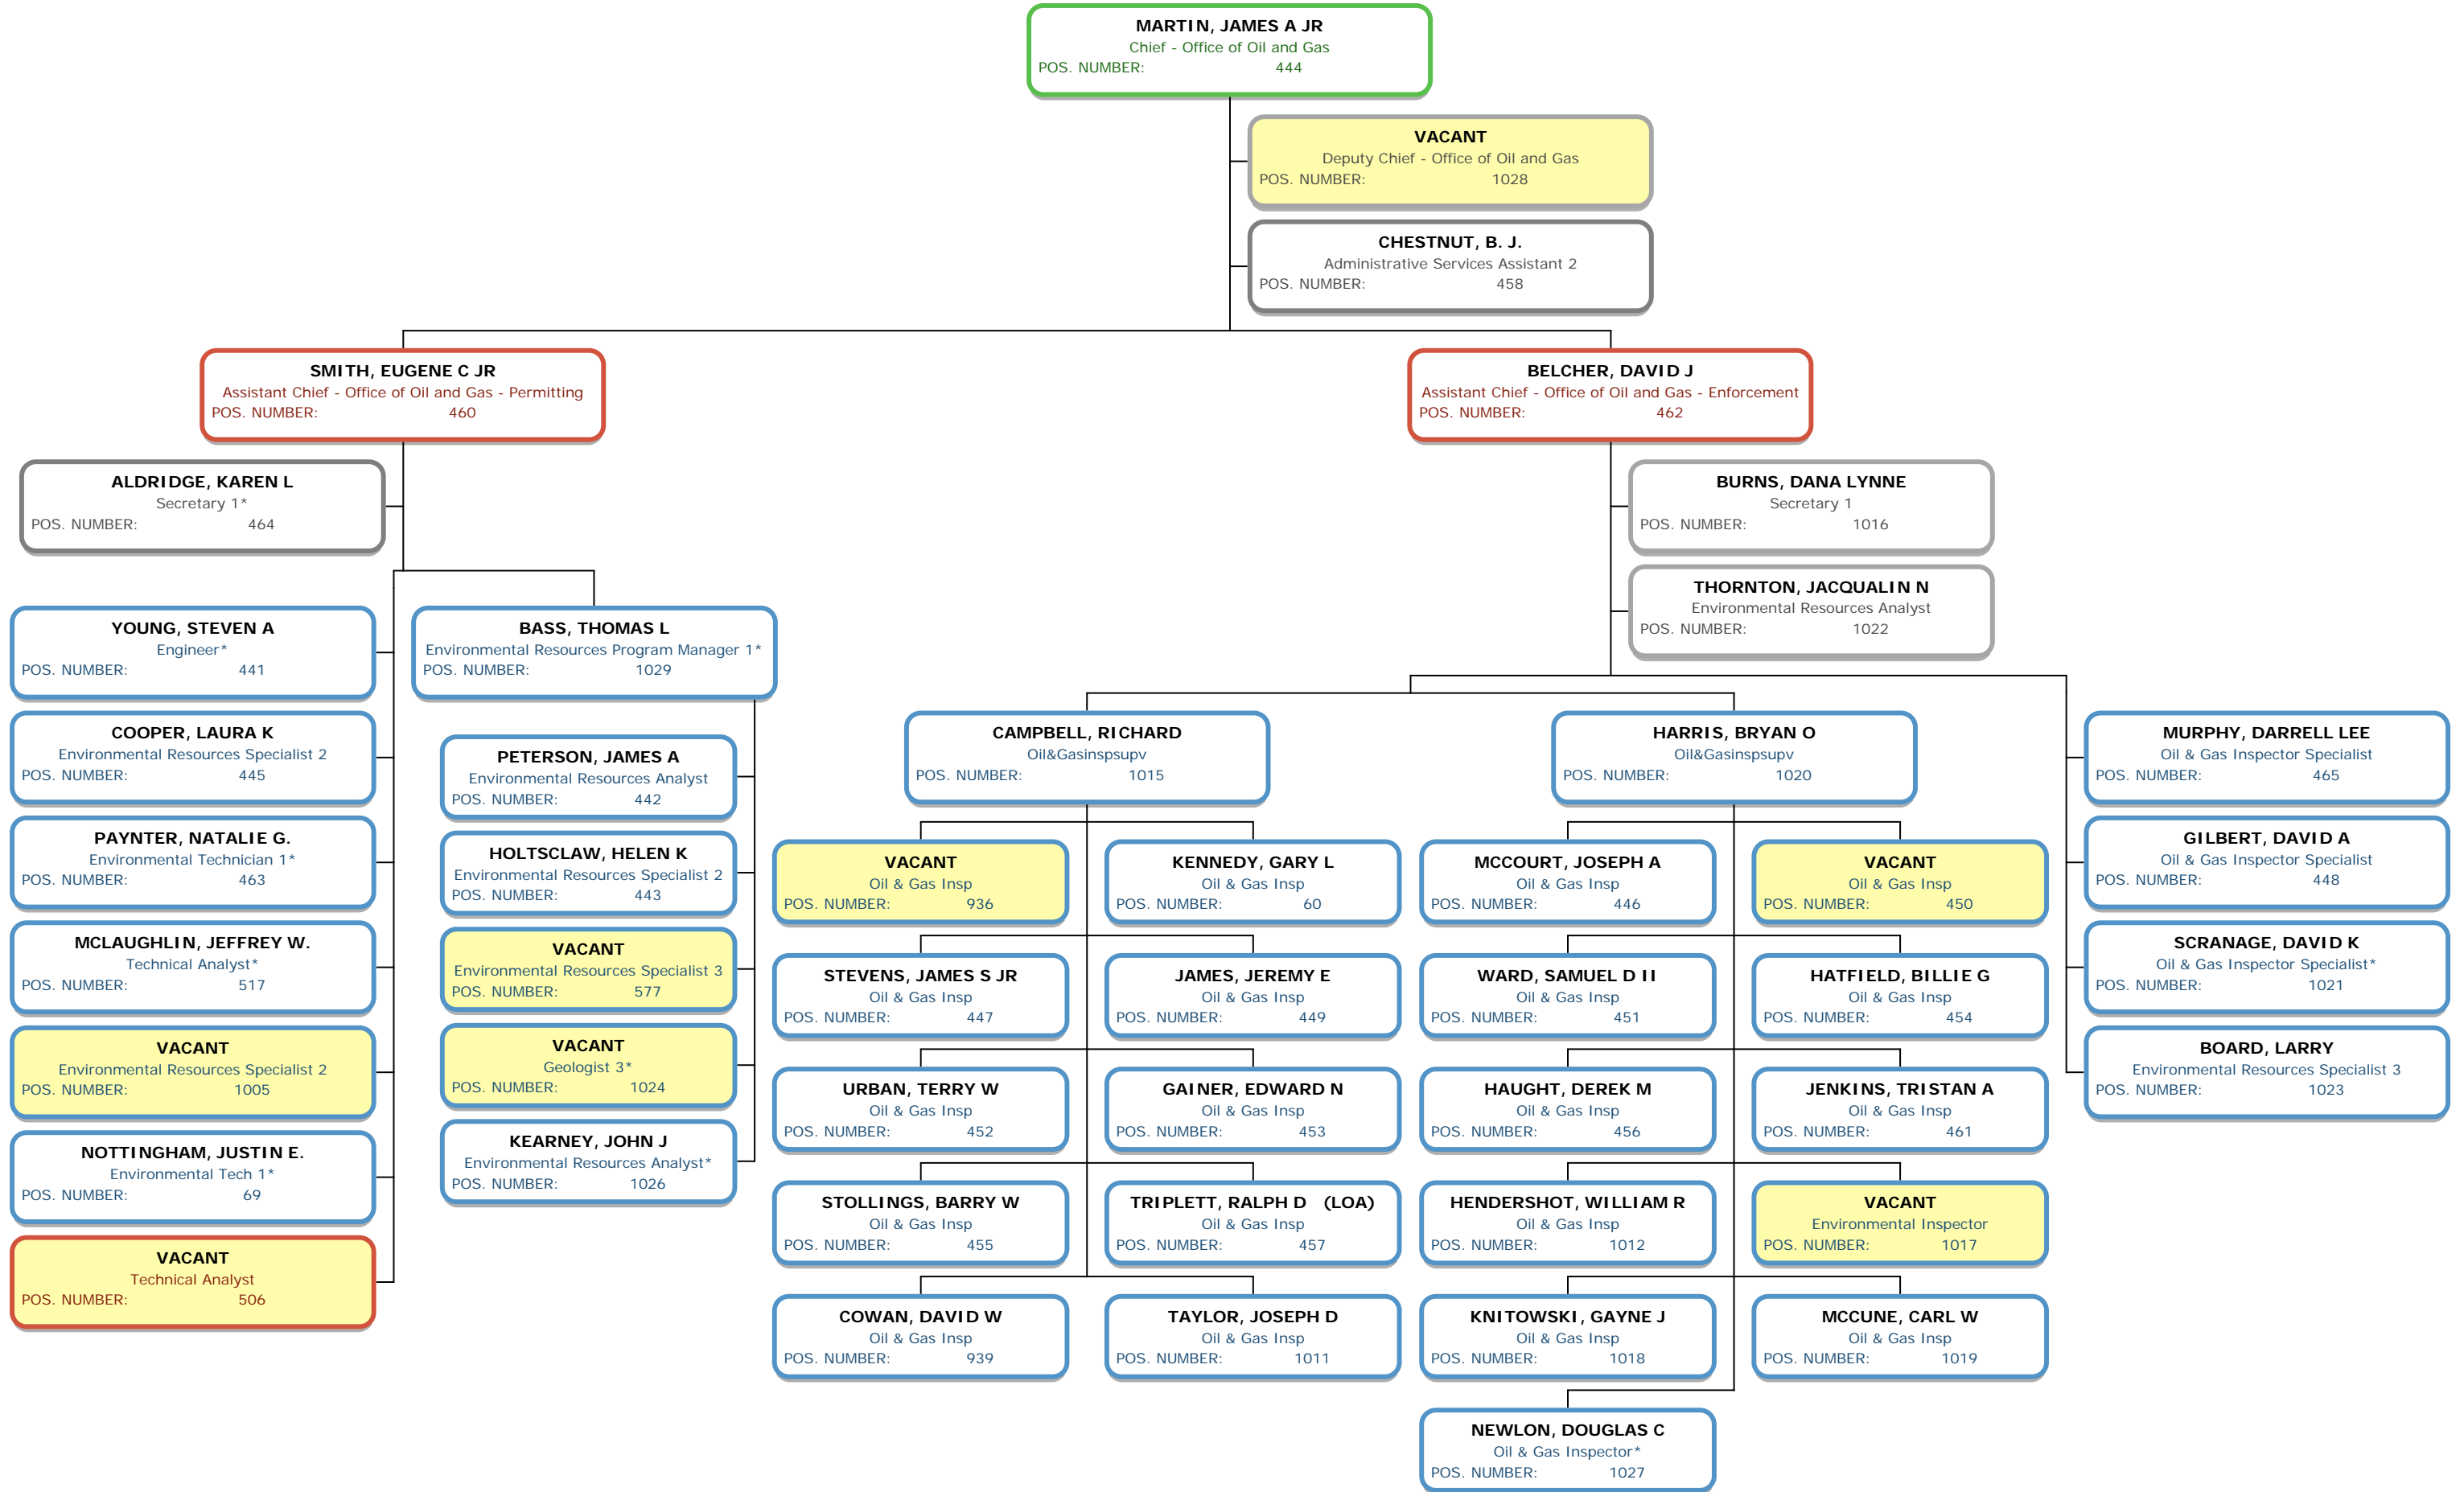 MARTIN, JAMES A JR
Chief - Office of Oil and Gas
POS. NUMBER: 444
VACANT
Deputy Chief - Office of Oil and Gas
POS. NUMBER: 1028
CHESTNUT, B. J.
Administrative Services Assistant 2
POS. NUMBER: 458
SMITH, EUGENE C JR
Assistant Chief - Office of Oil and Gas - Permitting
POS. NUMBER: 460
ALDRIDGE, KAREN L
Secretary 1*
POS. NUMBER: 464
YOUNG, STEVEN A
Engineer*
POS. NUMBER: 441
COOPER, LAURA K
Environmental Resources Specialist 2
POS. NUMBER: 445
PAYNTER, NATALIE G.
Environmental Technician 1*
POS. NUMBER: 463
MCLAUGHLIN, JEFFREY W.
Technical Analyst*
POS. NUMBER: 517
VACANT
Environmental Resources Specialist 2
POS. NUMBER: 1005
NOTTINGHAM, JUSTIN E.
Environmental Tech 1*
POS. NUMBER: 69
VACANT
Technical Analyst
POS. NUMBER: 506
BASS, THOMAS L
Environmental Resources Program Manager 1*
POS. NUMBER: 1029
PETERSON, JAMES A
Environmental Resources Analyst
POS. NUMBER: 442
HOLTSCLAW, HELEN K
Environmental Resources Specialist 2
POS. NUMBER: 443
VACANT
Environmental Resources Specialist 3
POS. NUMBER: 577
VACANT
Geologist 3*
POS. NUMBER: 1024
KEARNEY, JOHN J
Environmental Resources Analyst*
POS. NUMBER: 1026
BELCHER, DAVID J
Assistant Chief - Office of Oil and Gas - Enforcement
POS. NUMBER: 462
BURNS, DANA LYNNE
Secretary 1
POS. NUMBER: 1016
THORNTON, JACQUALIN N
Environmental Resources Analyst
POS. NUMBER: 1022
CAMPBELL, RICHARD
Oil&Gasinspsupv
POS. NUMBER: 1015
VACANT
Oil & Gas Insp
POS. NUMBER: 936
KENNEDY, GARY L
Oil & Gas Insp
POS. NUMBER: 60
STEVENS, JAMES S JR
Oil & Gas Insp
POS. NUMBER: 447
JAMES, JEREMY E
Oil & Gas Insp
POS. NUMBER: 449
URBAN, TERRY W
Oil & Gas Insp
POS. NUMBER: 452
GAINER, EDWARD N
Oil & Gas Insp
POS. NUMBER: 453
STOLLINGS, BARRY W
Oil & Gas Insp
POS. NUMBER: 455
TRIPLETT, RALPH D (LOA)
Oil & Gas Insp
POS. NUMBER: 457
COWAN, DAVID W
Oil & Gas Insp
POS. NUMBER: 939
TAYLOR, JOSEPH D
Oil & Gas Insp
POS. NUMBER: 1011
HARRIS, BRYAN O
Oil&Gasinspsupv
POS. NUMBER: 1020
MCCOURT, JOSEPH A
Oil & Gas Insp
POS. NUMBER: 446
VACANT
Oil & Gas Insp
POS. NUMBER: 450
WARD, SAMUEL D II
Oil & Gas Insp
POS. NUMBER: 451
HATFIELD, BILLIE G
Oil & Gas Insp
POS. NUMBER: 454
HAUGHT, DEREK M
Oil & Gas Insp
POS. NUMBER: 456
JENKINS, TRISTAN A
Oil & Gas Insp
POS. NUMBER: 461
HENDERSHOT, WILLIAM R
Oil & Gas Insp
POS. NUMBER: 1012
VACANT
Environmental Inspector
POS. NUMBER: 1017
KNITOWSKI, GAYNE J
Oil & Gas Insp
POS. NUMBER: 1018
MCCUNE, CARL W
Oil & Gas Insp
POS. NUMBER: 1019
NEWLON, DOUGLAS C
Oil & Gas Inspector*
POS. NUMBER: 1027
MURPHY, DARRELL LEE
Oil & Gas Inspector Specialist
POS. NUMBER: 465
GILBERT, DAVID A
Oil & Gas Inspector Specialist
POS. NUMBER: 448
SCRANAGE, DAVID K
Oil & Gas Inspector Specialist*
POS. NUMBER: 1021
BOARD, LARRY
Environmental Resources Specialist 3
POS. NUMBER: 1023